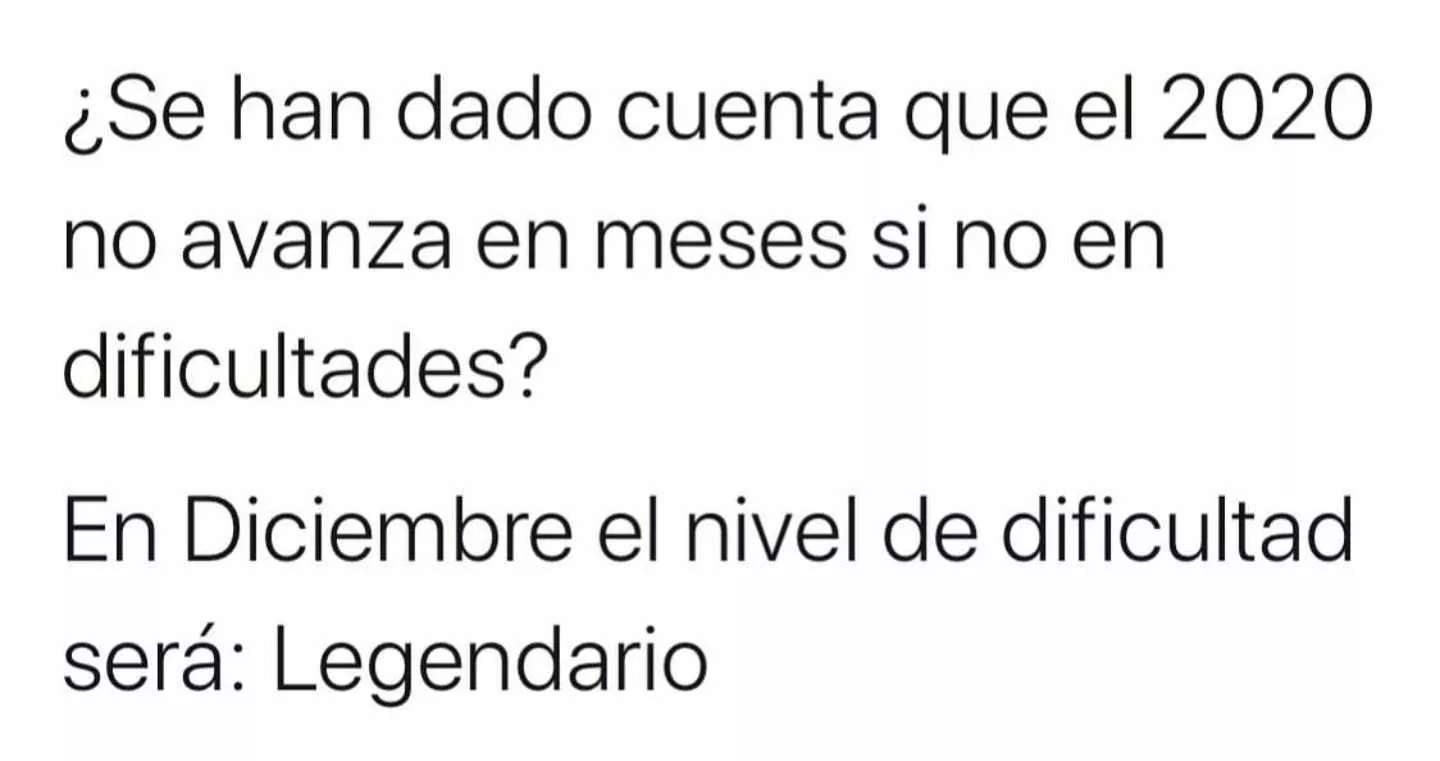 ¿Se han dado cuenta que el 2020
no avanza en meses si no en
dificultades?
En Diciembre el nivel de dificultad
será: Legendario